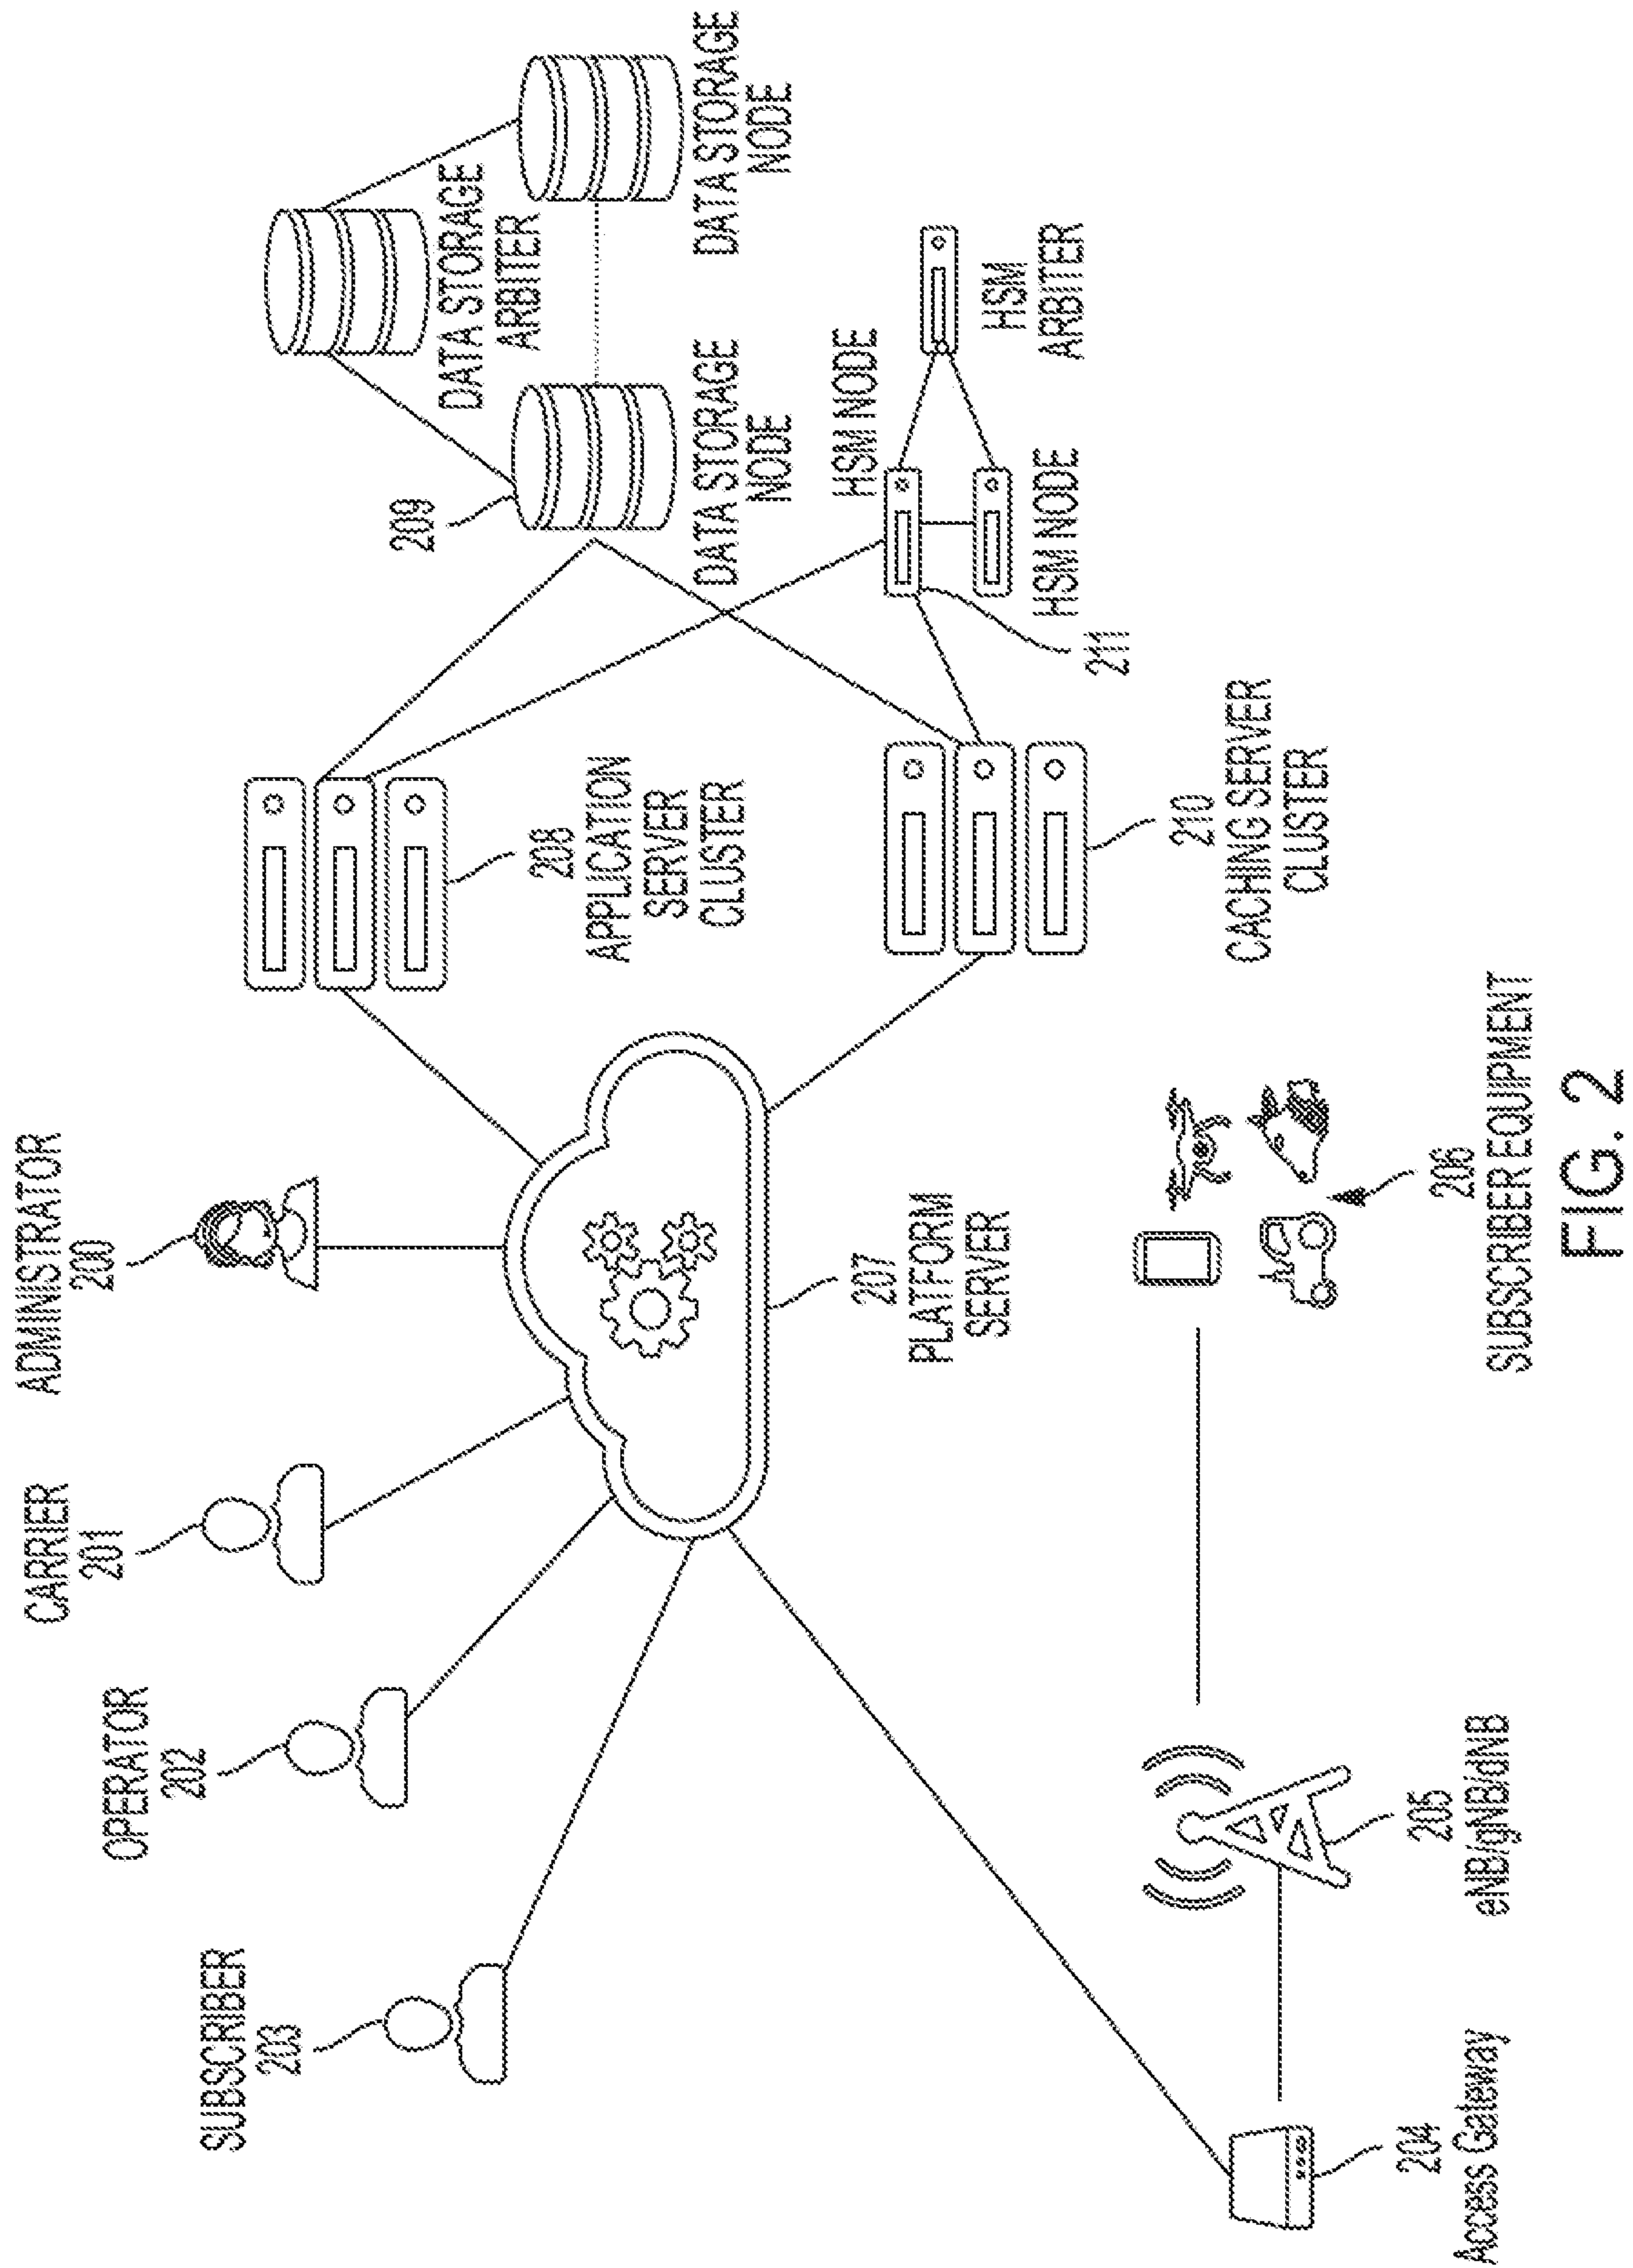 ADMINISTRATOR
200
CARRIER
201
OPERATOR
202
SUBSCRIBER
203
DATA STORAGE
ARBITER
209
DATA STORAGE
NODE
DATA STORAGE
NODE
208
APPLICATION
SERVER
CLUSTER
HSM NODE
HSM
ARBITER
HSM NODE
211
207
PLATFORM
SERVER
210
CACHING SERVER
CLUSTER
204
Access Gateway
205
eNB/gNB/dNB
206
SUBSCRIBER EQUIPMENT
FIG. 2